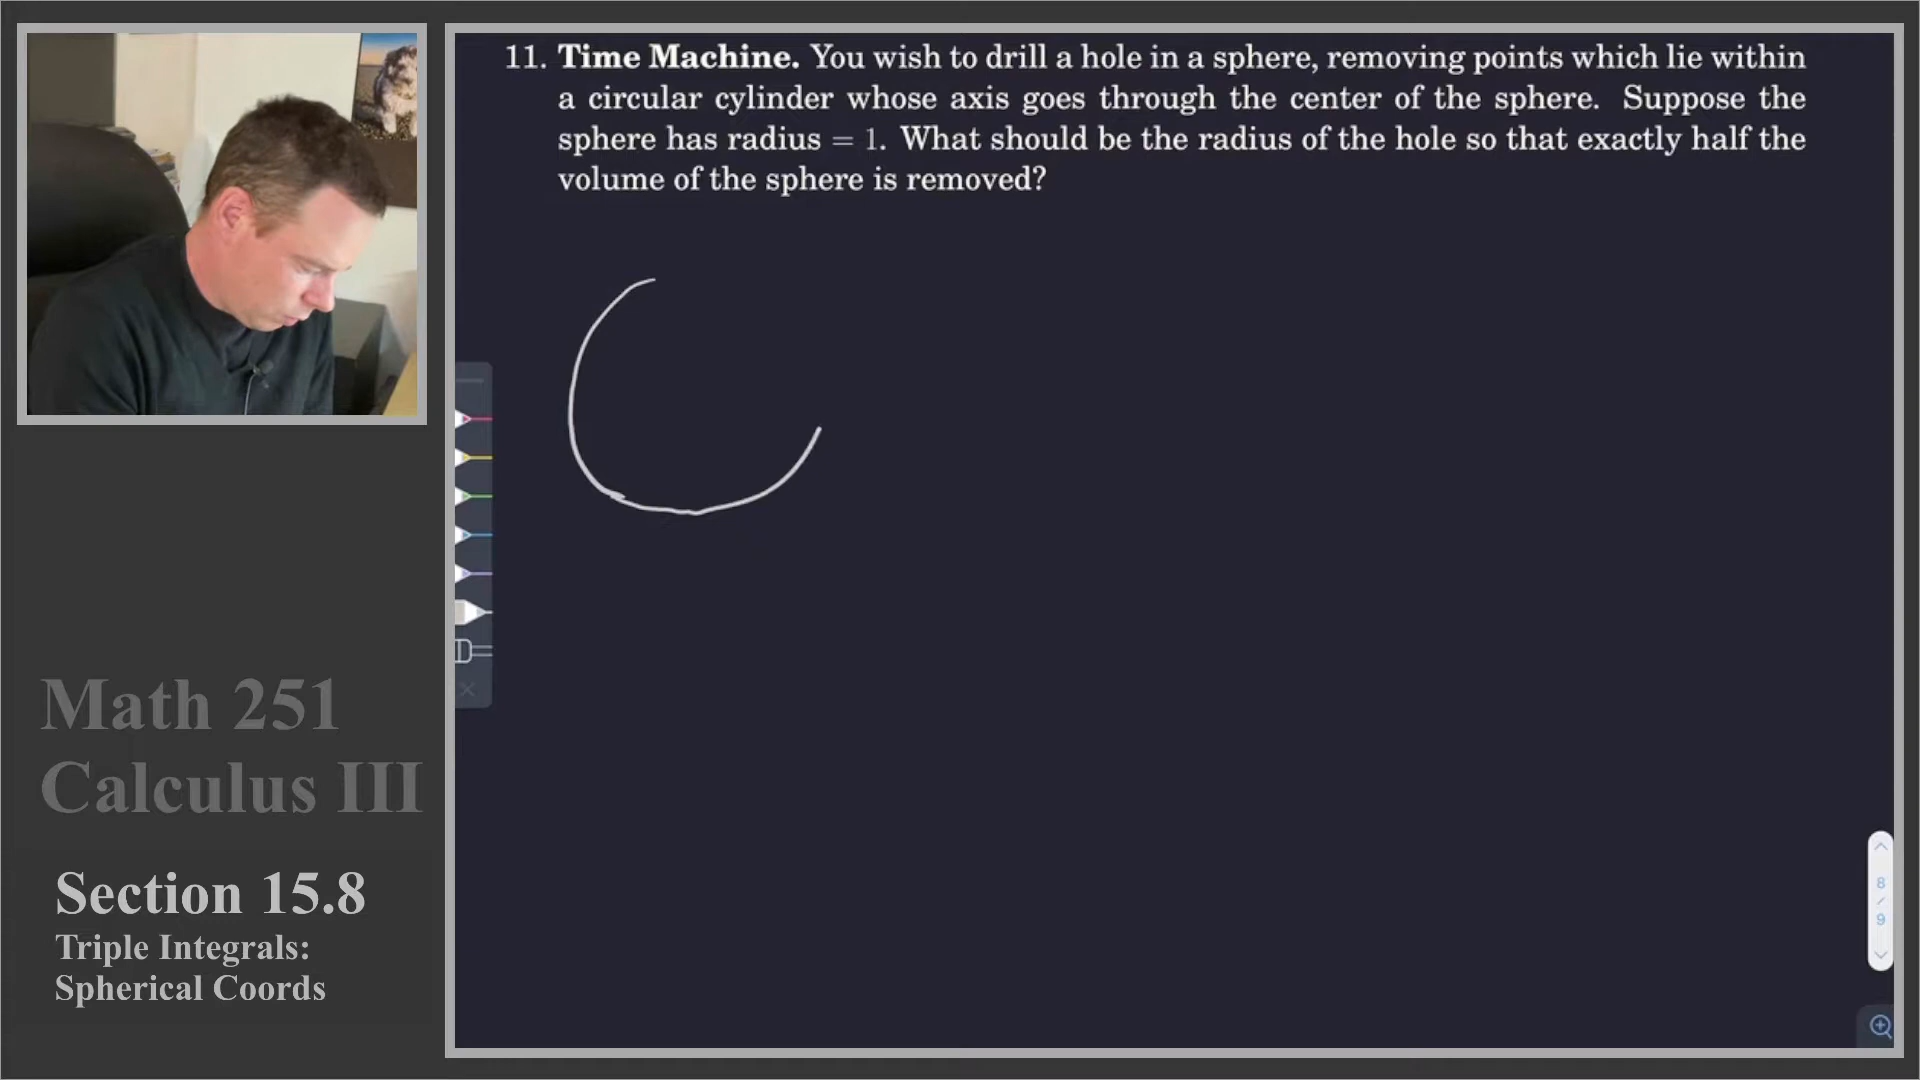 11. Time Machine. You wish to drill a hole in a sphere, removing points which lie within
a circular cylinder whose axis goes through the center of the sphere. Suppose the
sphere has radius = 1. What should be the radius of the hole so that exactly half the
volume of the sphere is removed?
Math 251
Calculus III
Section 15.8
Triple Integrals:
Spherical Coords
8
/
9